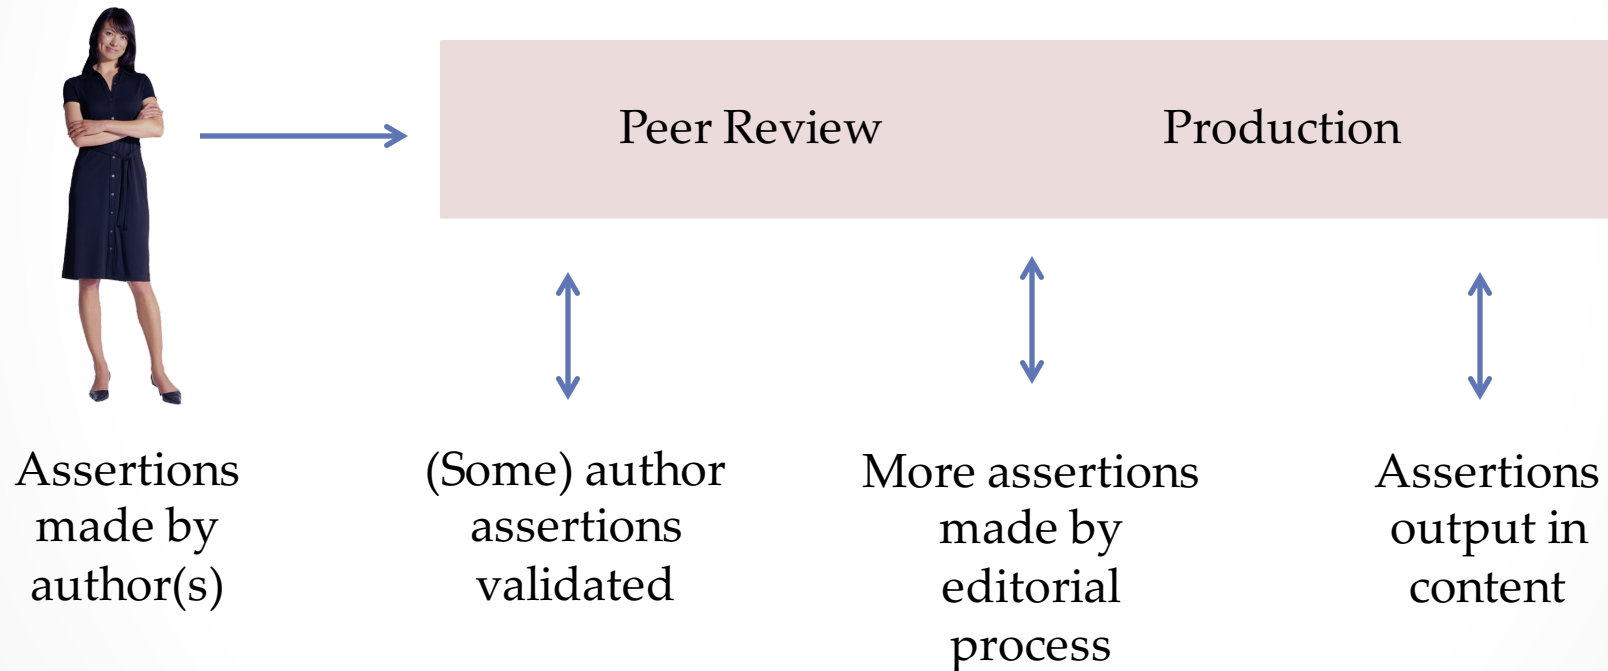 Peer Review
Production
Assertions
made by
author(s)
(Some) author
assertions
validated
More assertions
made by
editorial
process
Assertions
output in
content